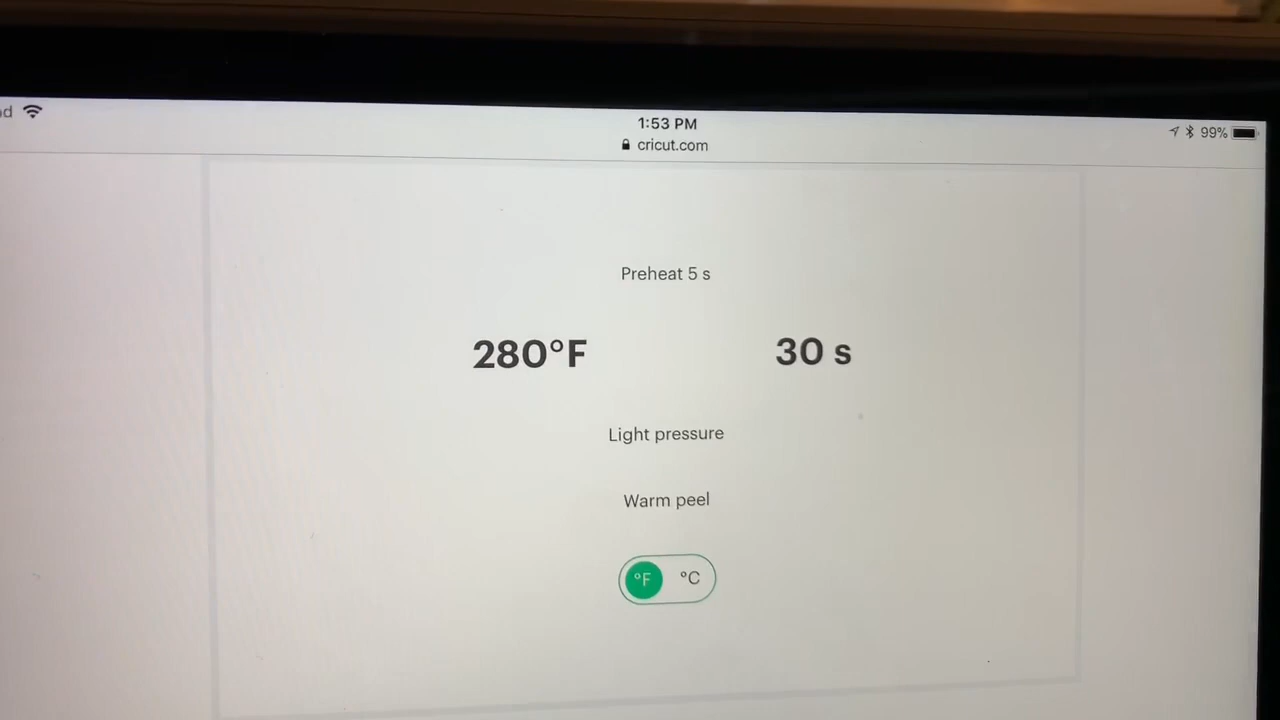 1:53 PM
99%
cricut.com
Preheat 5 s
280°F 30 s
Light pressure
Warm peel
°F °C